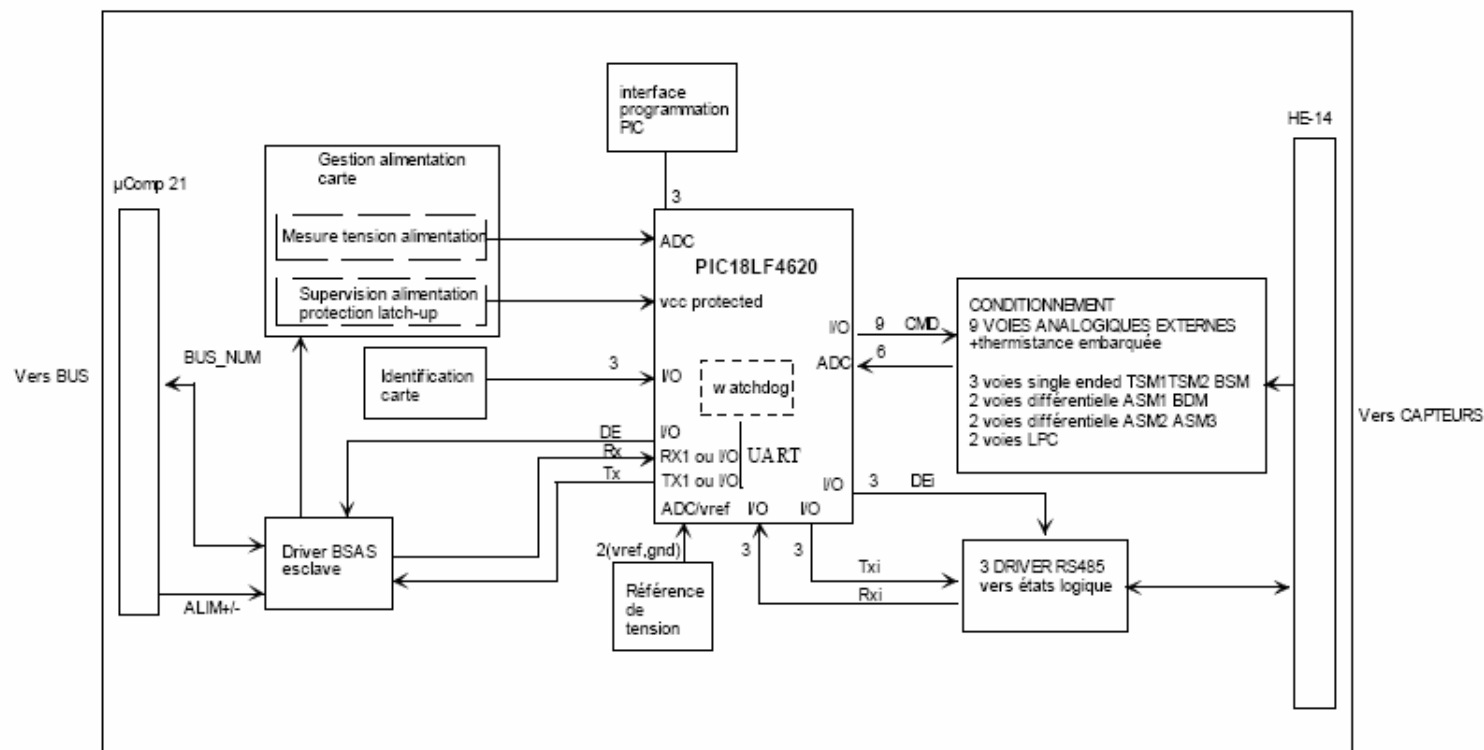 interface
programmation
PIC
HE-14
Gestion alimentation
carte
µComp 21
3
Mesure tension alimentation
ADC
PIC18LF4620
Supervision alimentation
protection latch-up
vcc protected
CONDITIONNEMENT
9 VOIES ANALOGIQUES EXTERNES
+thermistance embarquée
I/O
9
CMD
ADC
6
BUS_NUM
Vers BUS
Identification
carte
3
I/O
watchdog
3 voies single ended TSM1TSM2 BSM
2 voies différentielle ASM1 BDM
2 voies différentielle ASM2 ASM3
2 voies LPC
Vers CAPTEURS
DE
I/O
Rx
RX1 ou I/O
UART
Tx
TX1 ou I/O
I/O
3
DEi
ADC/vref
I/O
I/O
Driver BSAS
esclave
2(vref,gnd)
3
3
3 DRIVER RS485
vers états logique
Txi
Rxi
ALIM+/-
Référence
de
tension